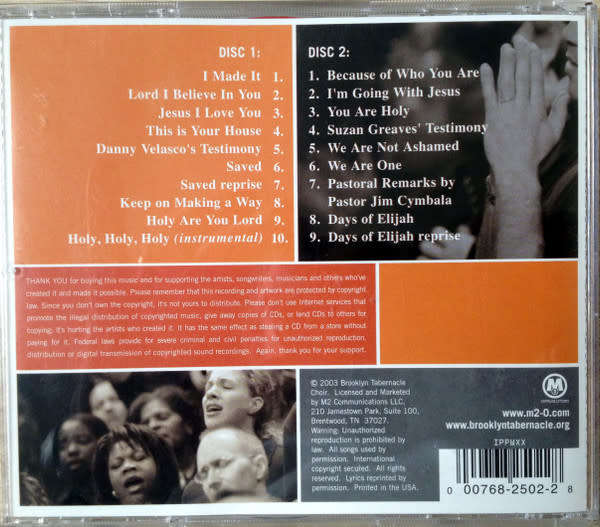 DISC 1:
I Made It 1.
Lord I Believe In You 2.
Jesus I Love You 3.
This is Your House 4.
Danny Velasco's Testimony 5.
Saved 6.
Saved reprise 7.
Keep on Making a Way 8.
Holy Are You Lord 9.
Holy, Holy, Holy (instrumental) 10.
DISC 2:
1. Because of Who You Are
2. I'm Going With Jesus
3. You Are Holy
4. Suzan Greaves' Testimony
5. We Are Not Ashamed
6. We Are One
7. Pastoral Remarks by
Pastor Jim Cymbala
8. Days of Elijah
9. Days of Elijah reprise
THANK YOU for buying this music and for supporting the artists, songwriters, musicians and others who've
created it and made it possible. Please remember that this recording and artwork are protected by copyright
law. Since you don't own the copyright, it's not yours to distribute. Please don't use Internet services that
promote the illegal distribution of copyrighted music, give away copies of CDs, or lend CDs to others for
copying. It's hurting the artists who created it. It has the same effect as stealing a CD from a store without
paying for it. Federal laws provide for severe criminal and civil penalties for unauthorized reproduction,
distribution or digital transmission of copyrighted sound recordings. Again, thank you for your support.
© 2003 Brooklyn Tabernacle
Choir. Licensed and Marketed
by M2 Communications LLC,
210 Jamestown Park, Suite 100,
Brentwood, TN 37027.
Warning: Unauthorized
reproduction is prohibited by
law. All songs used by
permission. International
copyright secured. All rights
reserved. Lyrics reprinted by
permission. Printed in the USA.
www.m2-0.com
www.brooklyntabernacle.org
IPPMXX
0 00768-2502-2 8